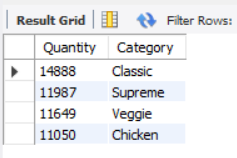 Result Grid Filter Rows:
Quantity Category
14888 Classic
11987 Supreme
11649 Veggie
11050 Chicken